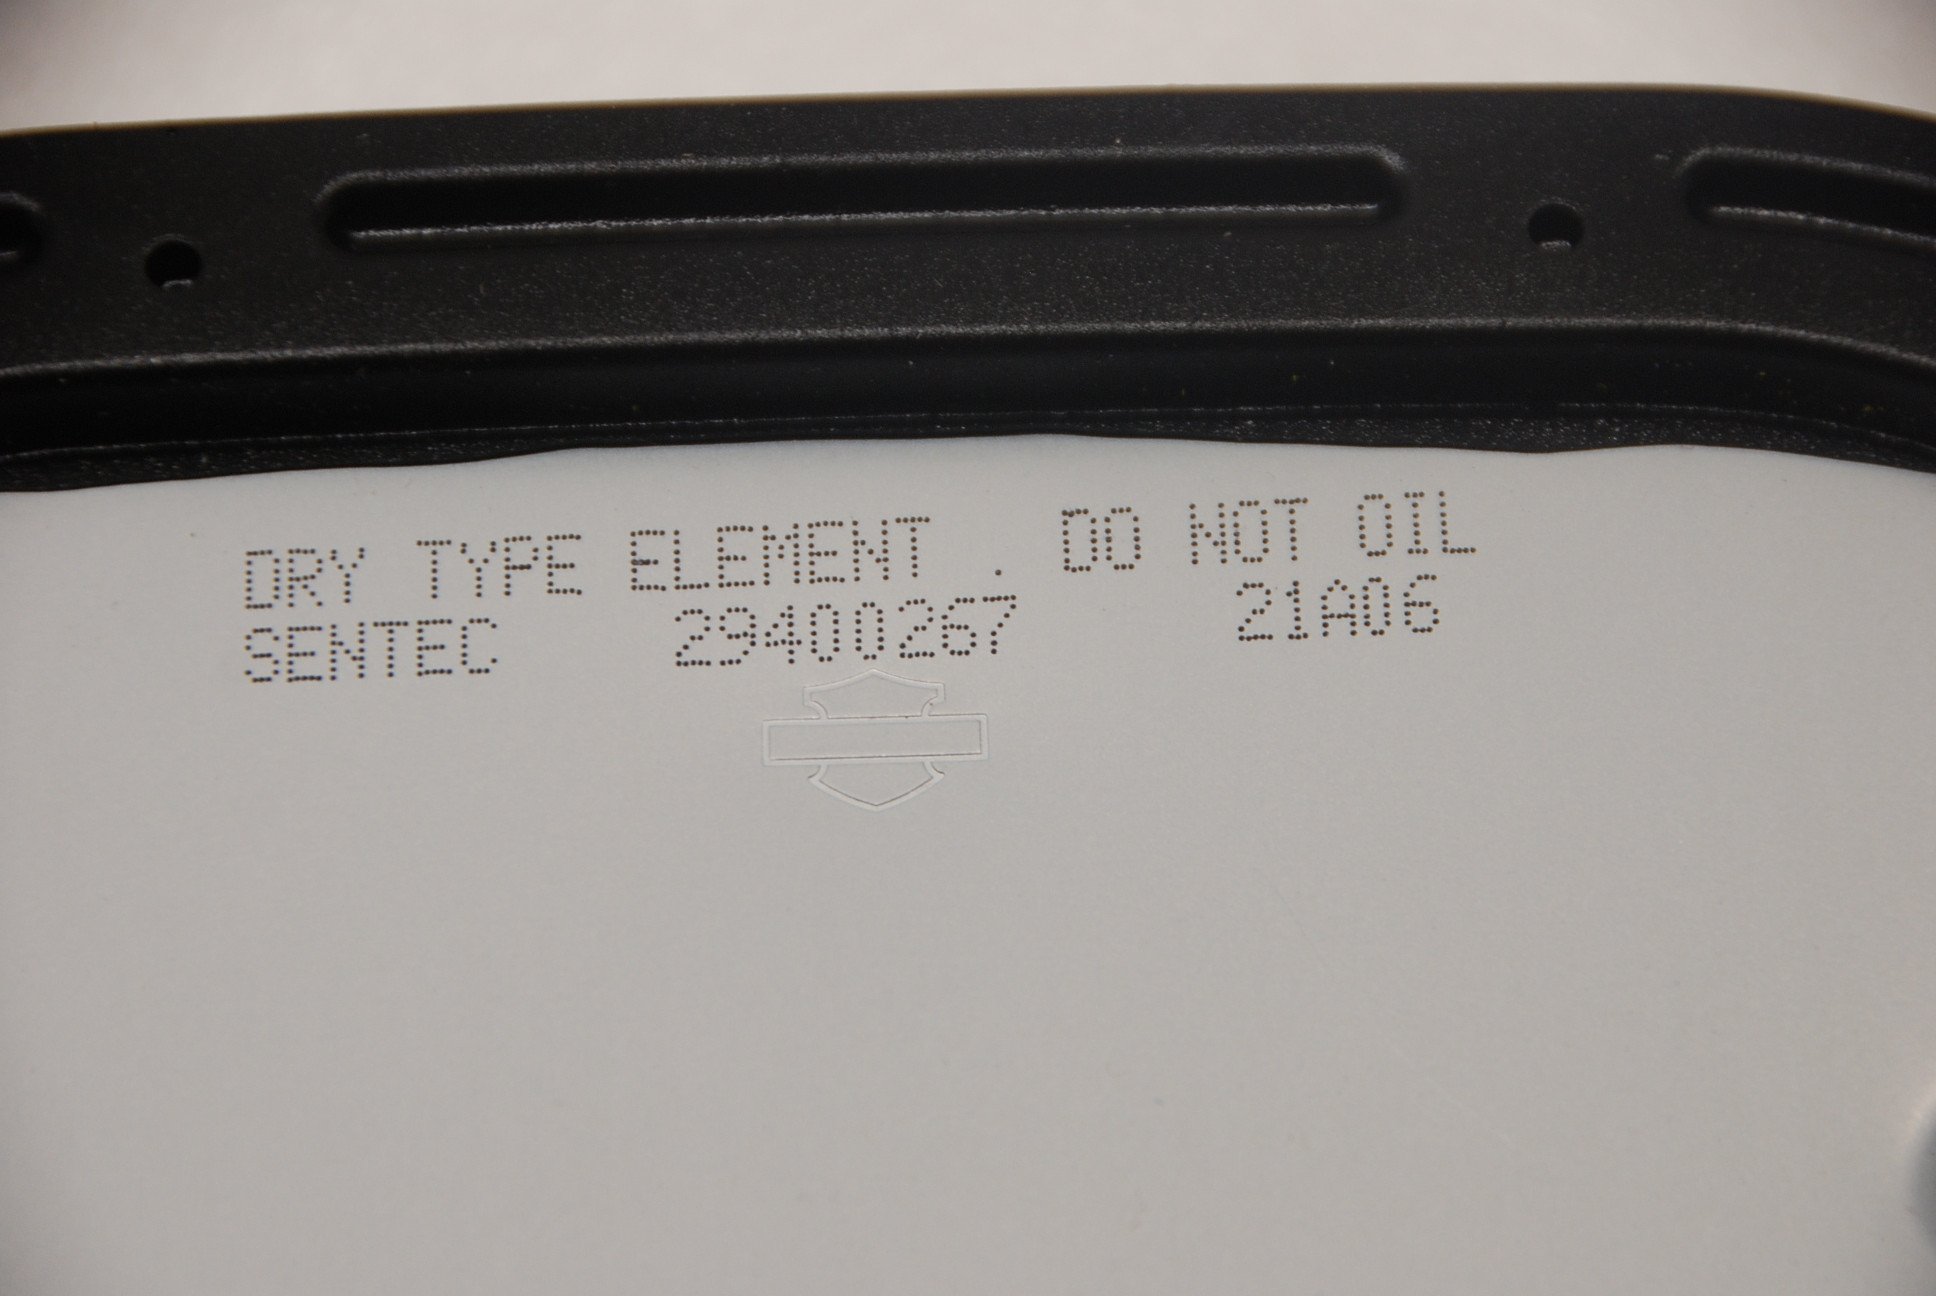 DRY TYPE ELEMENT . DO NOT OIL
SENTEC 29400267 21A06